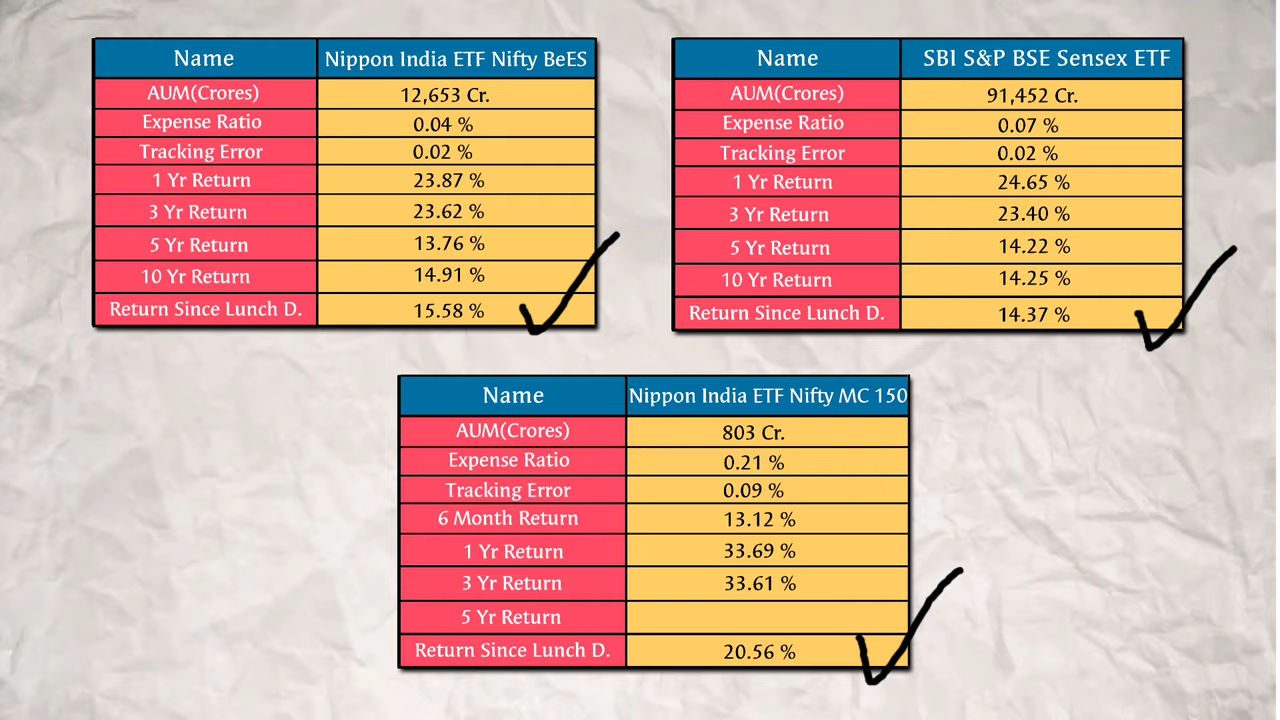 Name Nippon India ETF Nifty BeES
AUM(Crores) 12,653 Cr.
Expense Ratio 0.04 %
Tracking Error 0.02 %
1 Yr Return 23.87 %
3 Yr Return 23.62 %
5 Yr Return 13.76 %
10 Yr Return 14.91 %
Return Since Lunch D. 15.58 %
Name SBI S&P BSE Sensex ETF
AUM(Crores) 91,452 Cr.
Expense Ratio 0.07 %
Tracking Error 0.02 %
1 Yr Return 24.65 %
3 Yr Return 23.40 %
5 Yr Return 14.22 %
10 Yr Return 14.25 %
Return Since Lunch D. 14.37 %
Name Nippon India ETF Nifty MC 150
AUM(Crores) 803 Cr.
Expense Ratio 0.21 %
Tracking Error 0.09 %
6 Month Return 13.12 %
1 Yr Return 33.69 %
3 Yr Return 33.61 %
5 Yr Return
Return Since Lunch D. 20.56 %